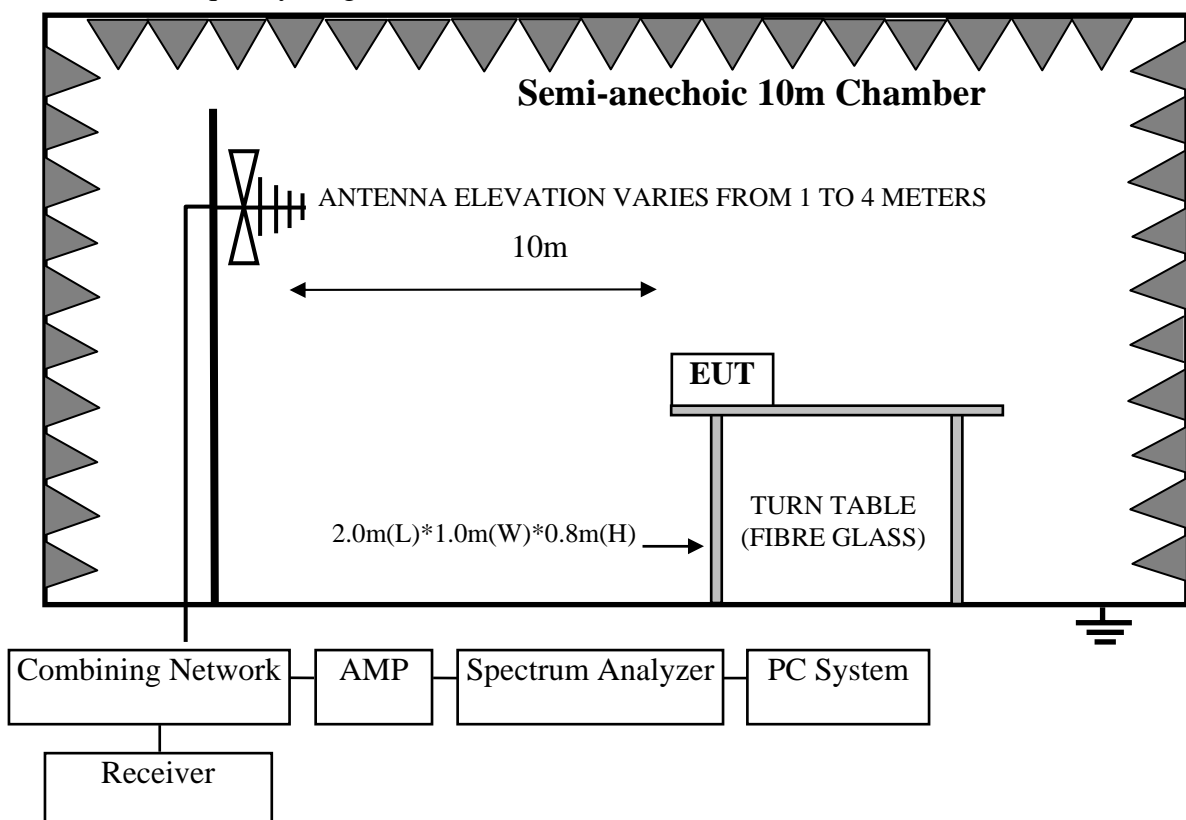 Semi-anechoic 10m Chamber
ANTENNA ELEVATION VARIES FROM 1 TO 4 METERS
10m
EUT
TURN TABLE
(FIBRE GLASS)
2.0m(L)*1.0m(W)*0.8m(H)
Combining Network
AMP
Spectrum Analyzer
PC System
Receiver